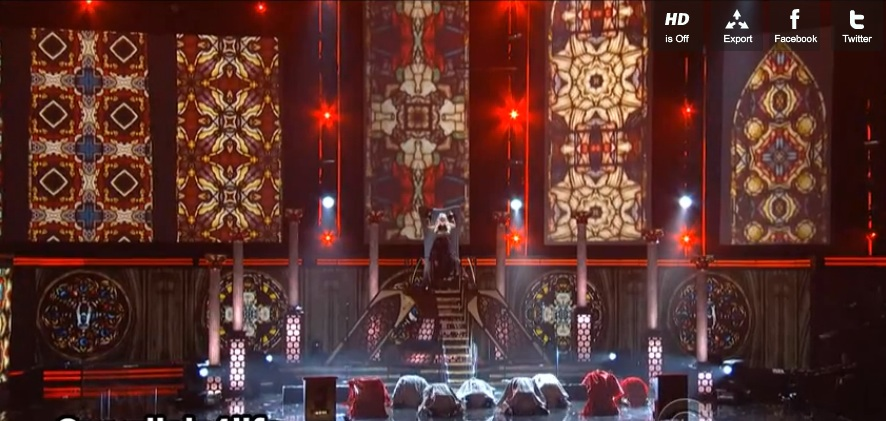 HD
is Off
Export
Facebook
Twitter